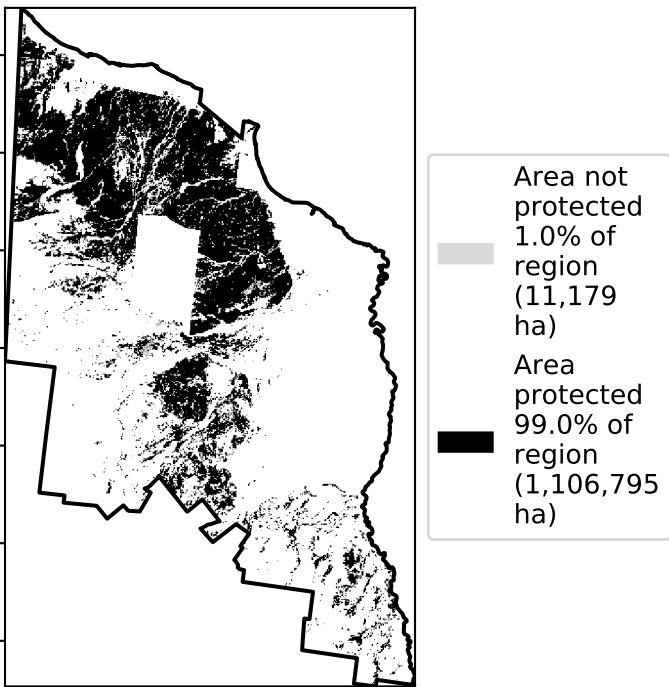 Area not
protected
1.0% of
region
(11,179
ha)
Area
protected
99.0% of
region
(1,106,795
ha)